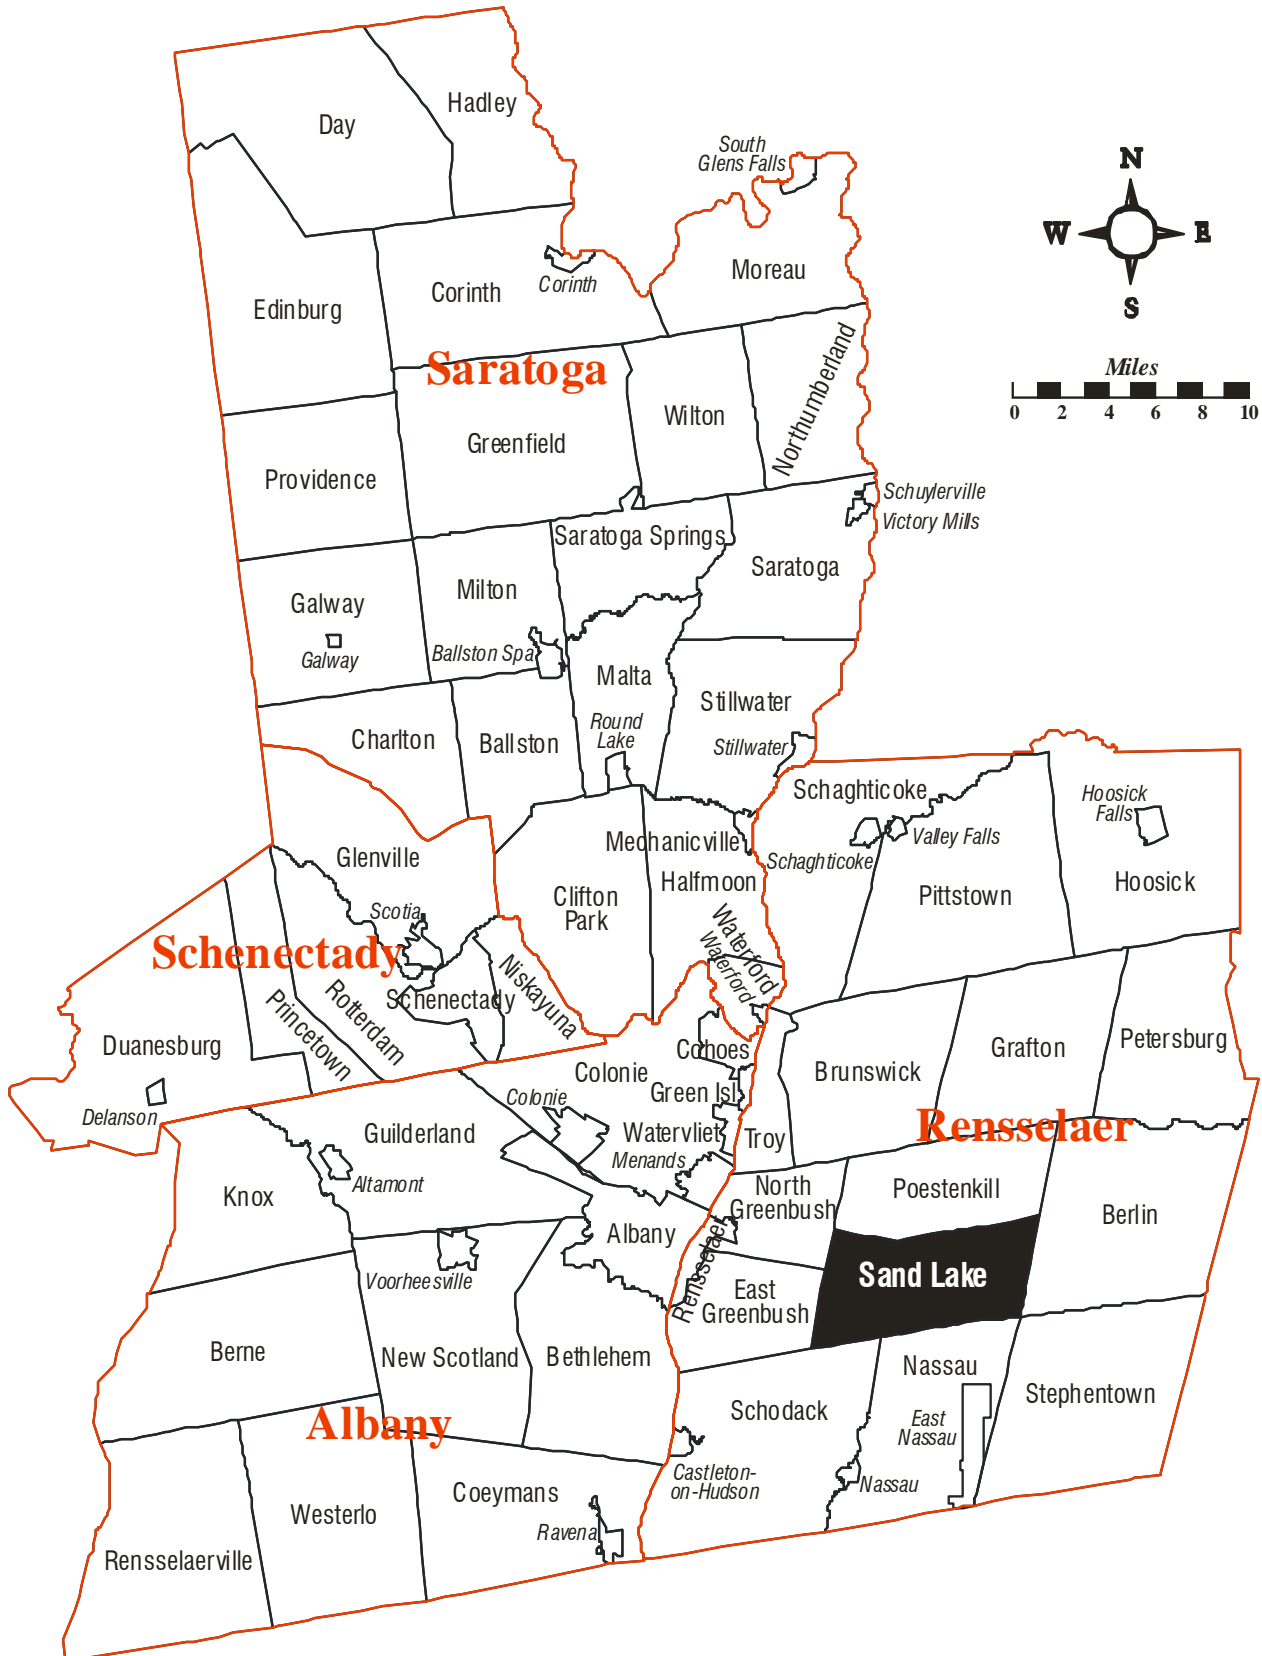 Hadley
Day
South
Glens Falls
N
W
E
S
Moreau
Corinth
Corinth
Edinburg
Miles
0 2 4 6 8 10
Saratoga
Northumberland
Wilton
Greenfield
Providence
Schuylerville
Victory Mills
Saratoga Springs
Saratoga
Milton
Galway
Galway
Ballston Spa
Malta
Stillwater
Round
Lake
Stillwater
Charlton
Ballston
Schaghticoke
Hoosick
Falls
Valley Falls
Mechanicville
Schaghticoke
Glenville
Halfmoon
Hoosick
Clifton
Park
Pittstown
Scotia
Waterford
Waterford
Schenectady
Niskayuna
Schenectady
Rotterdam
Princetown
Duanesburg
Cohoes
Grafton
Petersburg
Colonie
Brunswick
Green Isl
Colonie
Delanson
Rensselaer
Guilderland
Watervliet
Troy
Menands
Altamont
Knox
North
Greenbush
Poestenkill
Berlin
Albany
Rensselaer
Voorheesville
Sand Lake
East
Greenbush
Berne
New Scotland
Bethlehem
Nassau
Stephentown
Schodack
Albany
East
Nassau
Castleton-
on-Hudson
Nassau
Coeymans
Westerlo
Ravena
Rensselaerville